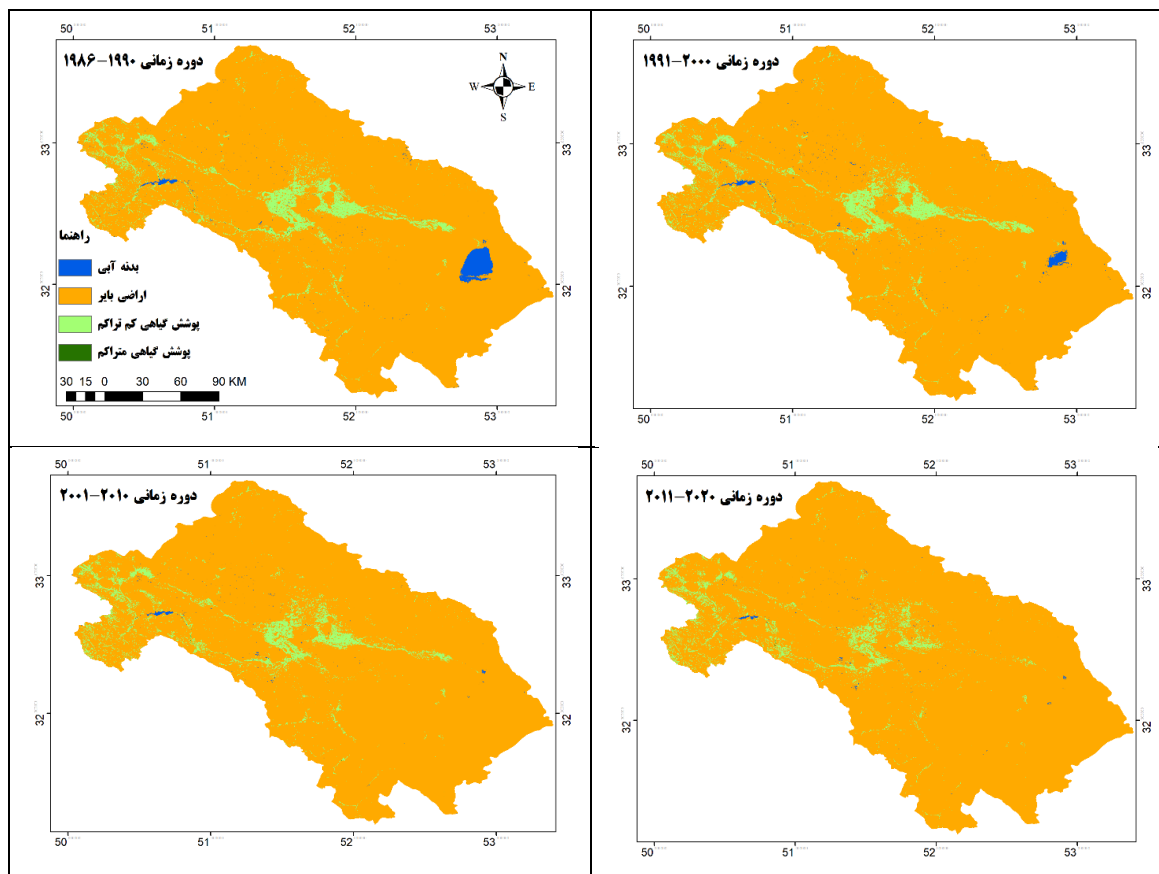 50 51 52 53
دوره زمانی ۱۹۹۰–۱۹۸۶
N
W E
S
33 33
راهنما
بدنه آبی
اراضی بایر
پوشش گیاهی کم تراکم
پوشش گیاهی متراکم
32 32
30 15 0 30 60 90 KM
50 51 52 53
50 51 52 53
دوره زمانی ۲۰۰۰–۱۹۹۱
33 33
32 32
50 51 52 53
50 51 52 53
دوره زمانی ۲۰۱۰–۲۰۰۱
33 33
32 32
50 51 52 53
50 51 52 53
دوره زمانی ۲۰۲۰–۲۰۱۱
33 33
32 32
50 51 52 53